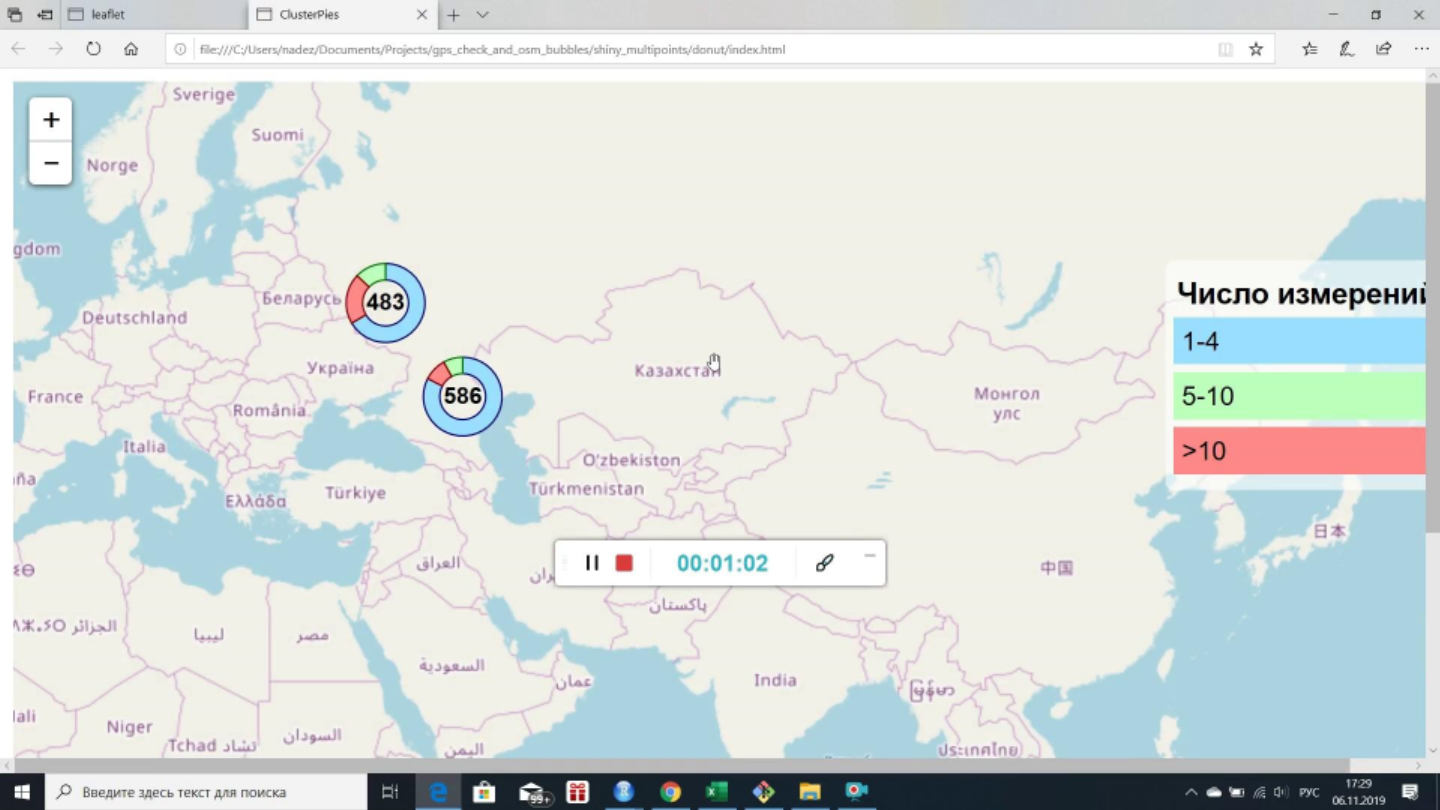 leaflet
ClusterPies
file:///C:/Users/nadez/Documents/Projects/gps_check_and_osm_bubbles/shiny_multipoints/donut/index.html
+
−
Sverige
Suomi
Norge
gdom
483
Беларусь
Deutschland
Число измерений
1-4
5-10
>10
Україна
Казахстан
France
586
România
Монгол
улс
Italia
ña
O'zbekiston
Türkmenistan
Ελλάδα
Türkiye
日本
00:01:02
العراق
中国
پاکستان
الجزائر
ليبيا
مصر
السعودية
India
عمان
မြန်မာ
lali
Niger
Tchad تشاد
السودان
اليمن
ประเทศไทย
Введите здесь текст для поиска
99+
РУС
17:29
06.11.2019